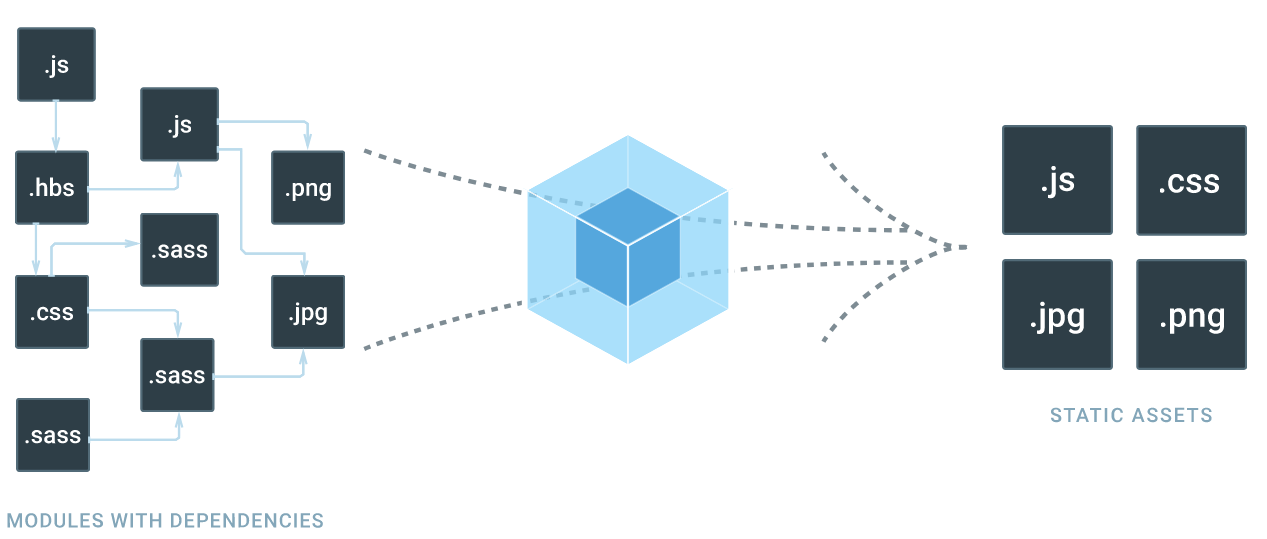 .js
.js
.hbs
.png
.sass
.css
.jpg
.sass
.sass
MODULES WITH DEPENDENCIES
.js
.css
.jpg
.png
STATIC ASSETS